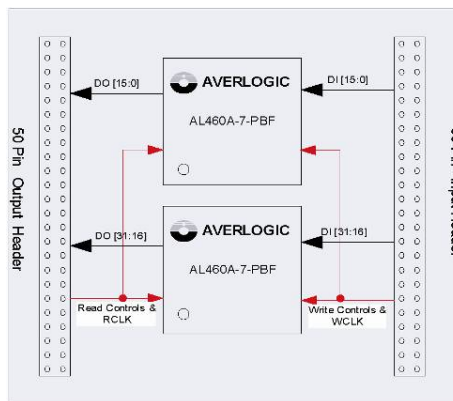 DO [15:0]
AVERLOGIC
DI [15:0]
AL460A-7-PBF
50 Pin Output Header
DO [31:16]
AVERLOGIC
DI [31:16]
AL460A-7-PBF
Read Controls &
RCLK
Write Controls &
WCLK